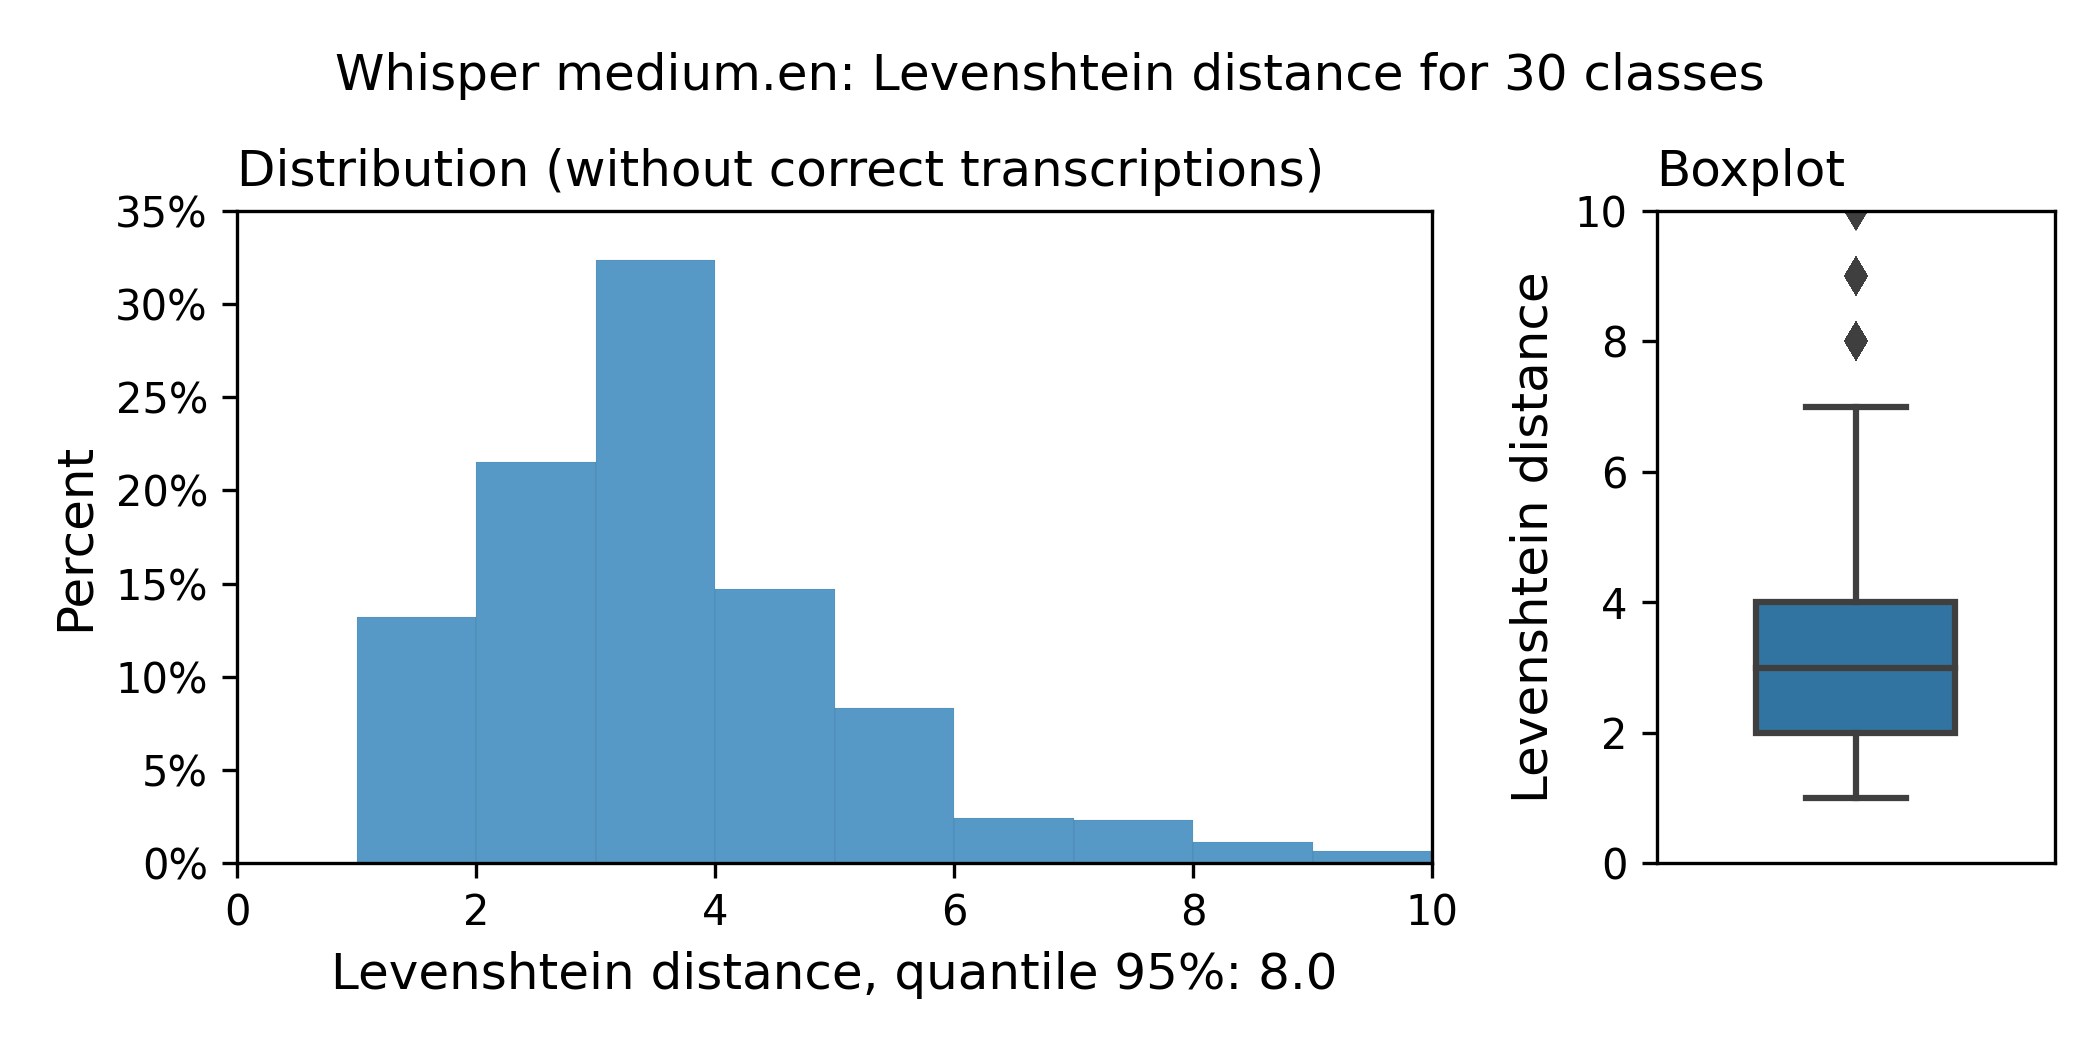 Whisper medium.en: Levenshtein distance for 30 classes
Distribution (without correct transcriptions)
35%
30%
25%
20%
15%
10%
5%
0%
Percent
0 2 4 6 8 10
Levenshtein distance, quantile 95%: 8.0
Boxplot
10
8
6
4
2
0
Levenshtein distance